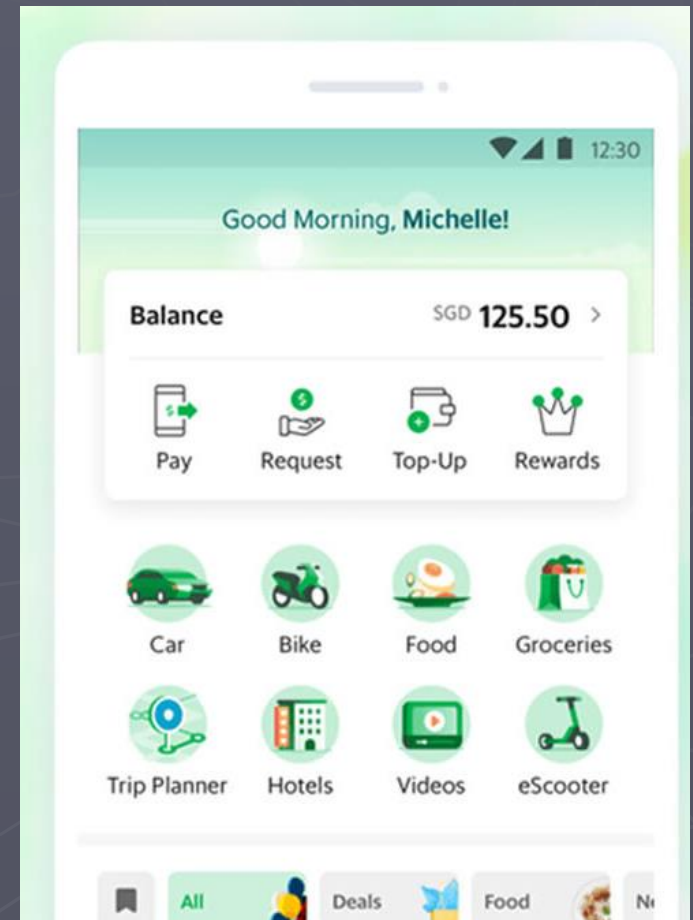 12:30
Good Morning, Michelle!
Balance SGD 125.50 >
Pay Request Top-Up Rewards
Car Bike Food Groceries
Trip Planner Hotels Videos eScooter
All Deals Food